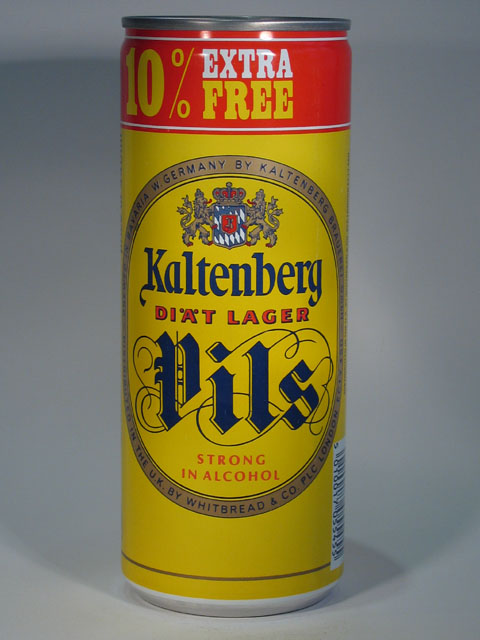 10% EXTRA
FREE
BAVARIA W. GERMANY BY KALTENBERG
Kaltenberg
DIÄT LAGER
Pils
STRONG
IN ALCOHOL
IN THE U.K. BY WHITBREAD & CO. PLC LONDON